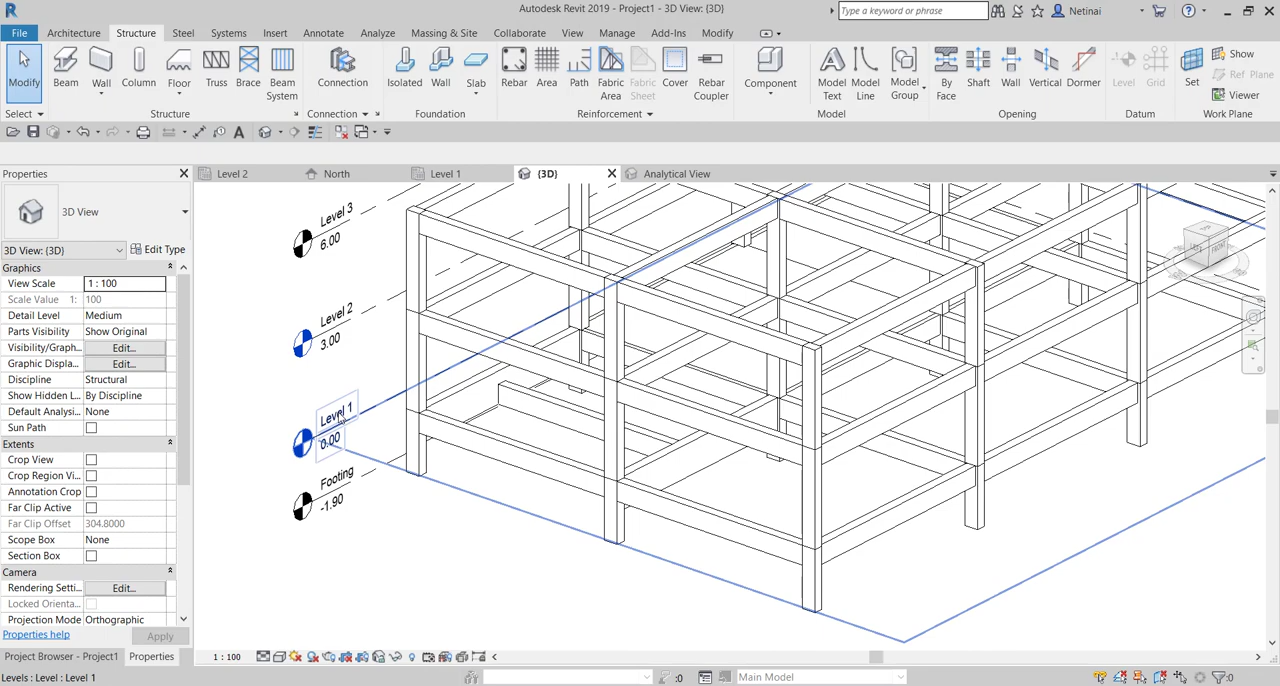 Autodesk Revit 2019 - Project1 - 3D View: {3D}
Type a keyword or phrase
Netinai
File Architecture Structure Steel Systems Insert Annotate Analyze Massing & Site Collaborate View Manage Add-Ins Modify
Modify Beam Wall Column Floor Truss Brace Beam System Connection Isolated Wall Slab Rebar Area Path Fabric Area Fabric Sheet Cover Rebar Coupler Component Model Text Model Line Model Group By Face Shaft Wall Vertical Dormer Level Grid Set Show
Ref Plane
Viewer
Select Structure Connection Foundation Reinforcement Model Opening Datum Work Plane
Properties
Level 2 North Level 1 {3D} Analytical View
3D View
3D View: {3D} Edit Type
Graphics
View Scale 1 : 100
Scale Value 1: 100
Detail Level Medium
Parts Visibility Show Original
Visibility/Graph... Edit...
Graphic Displa... Edit...
Discipline Structural
Show Hidden L... By Discipline
Default Analysi... None
Sun Path
Extents
Crop View
Crop Region Vi...
Annotation Crop
Far Clip Active
Far Clip Offset 304.8000
Scope Box None
Section Box
Camera
Rendering Setti... Edit...
Locked Orienta...
Projection Mode Orthographic
Properties help Apply
Project Browser - Project1 Properties
Level 3
6.00
Level 2
3.00
Level 1
0.00
Footing
-1.90
LEFT FRONT
1 : 100
Levels : Level : Level 1
:0
Main Model
:0